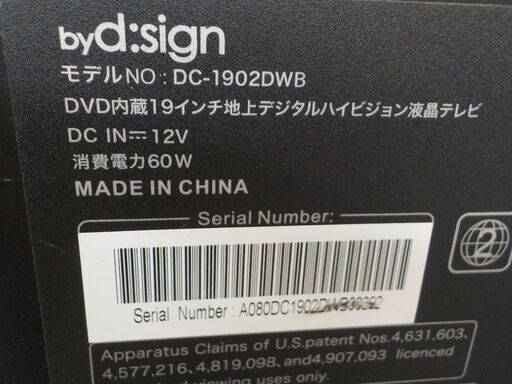 byd:sign
モデルNO : DC-1902DWB
DVD内蔵19インチ地上デジタルハイビジョン液晶テレビ
DC IN⎓12V
消費電力60W
MADE IN CHINA
Serial Number:
2
Serial Number : A080DC1902DWB
Apparatus Claims of U.S.patent Nos.4,631,603,
4,577,216, 4,819,098, and4,907,093 licenced
viewing uses only.